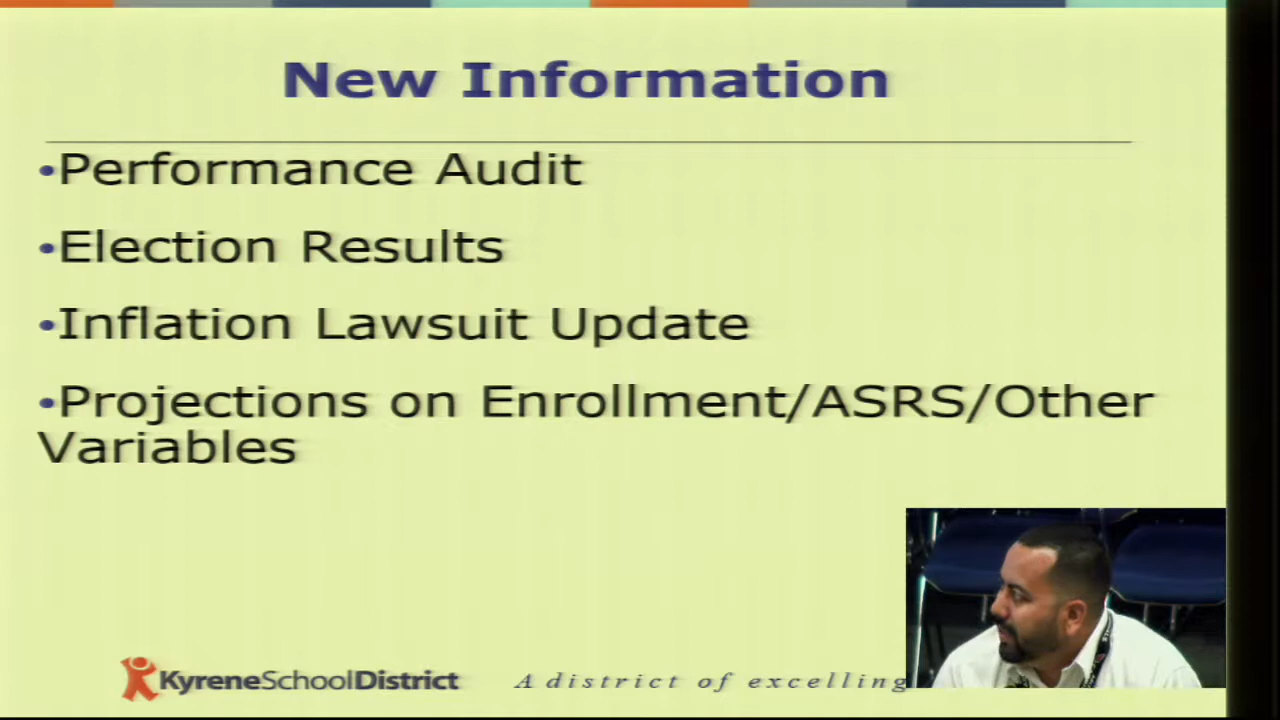 New Information
•Performance Audit
•Election Results
•Inflation Lawsuit Update
•Projections on Enrollment/ASRS/Other
Variables
KyreneSchoolDistrict
A district of excelling